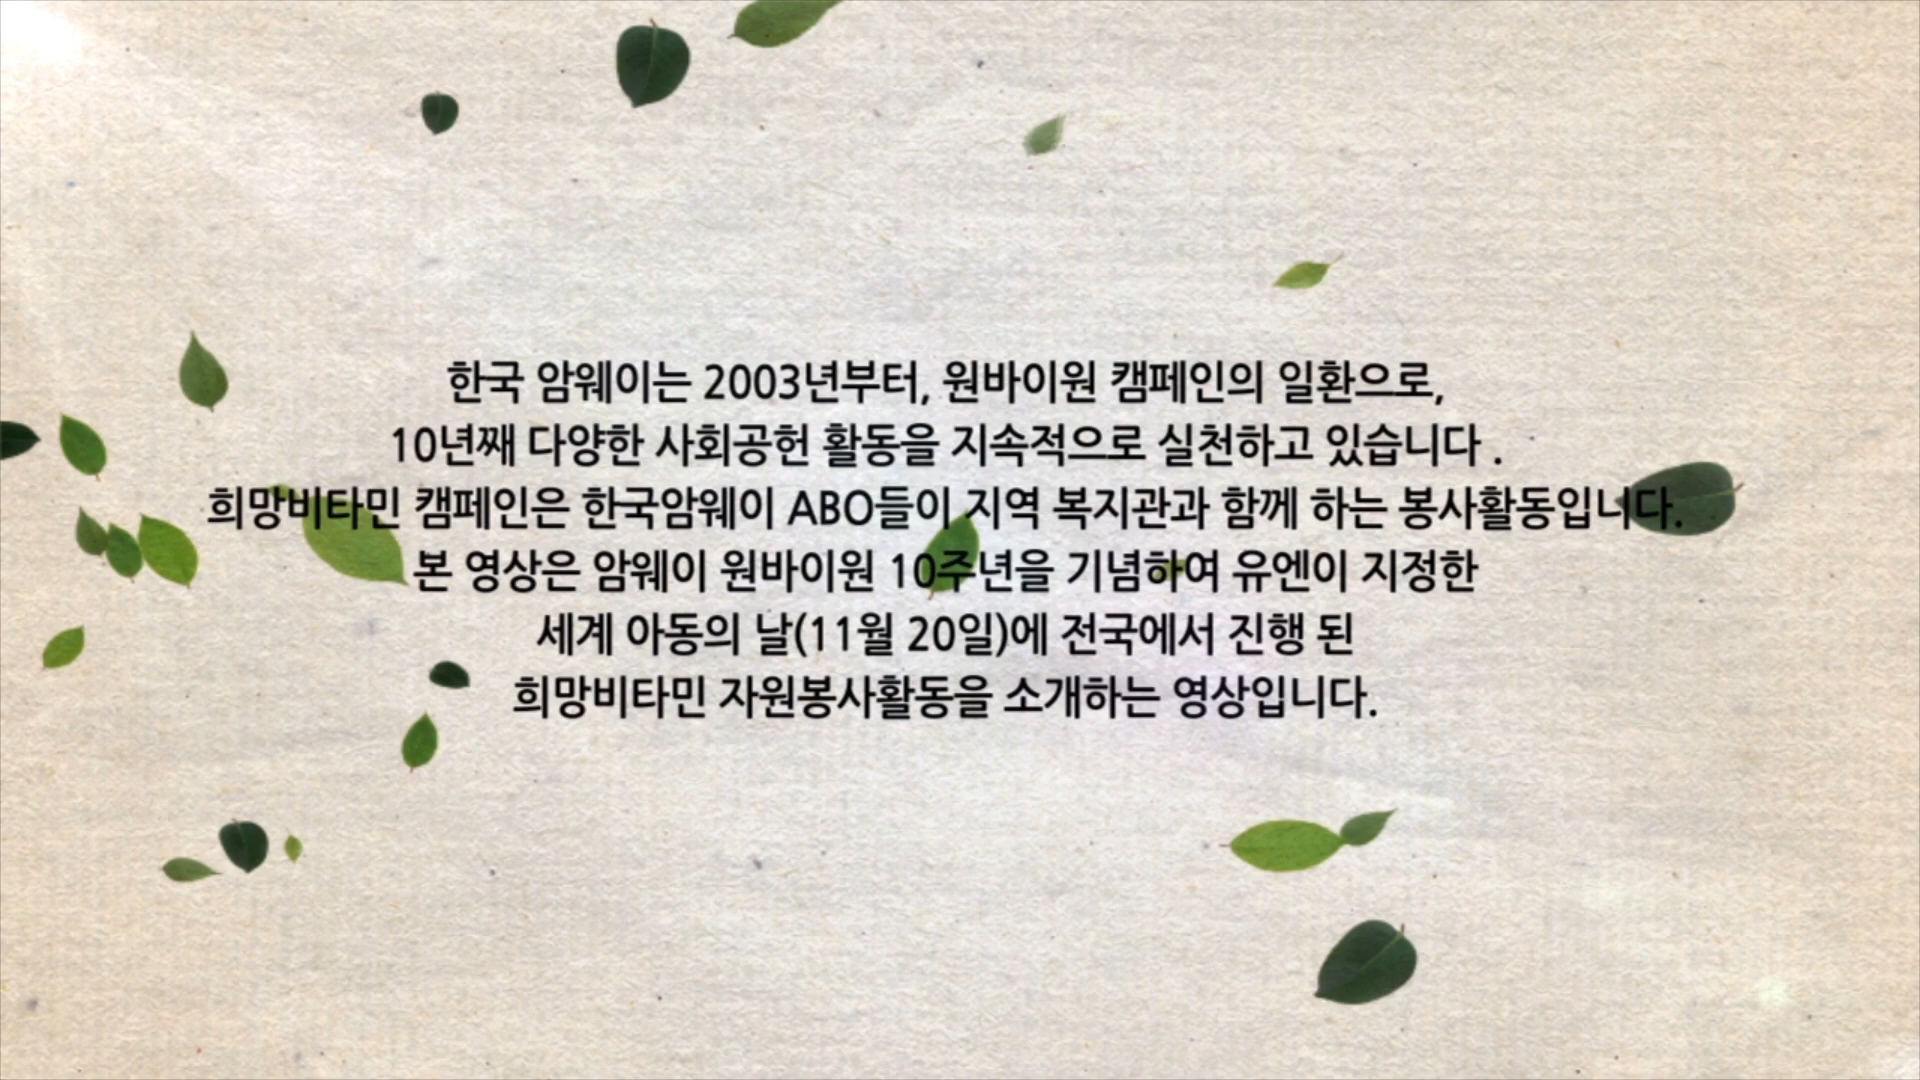 한국 암웨이는 2003년부터, 원바이원 캠페인의 일환으로,
10년째 다양한 사회공헌 활동을 지속적으로 실천하고 있습니다 .
희망비타민 캠페인은 한국암웨이 ABO들이 지역 복지관과 함께 하는 봉사활동입니다.
본 영상은 암웨이 원바이원 10주년을 기념하여 유엔이 지정한
세계 아동의 날(11월 20일)에 전국에서 진행 된
희망비타민 자원봉사활동을 소개하는 영상입니다.